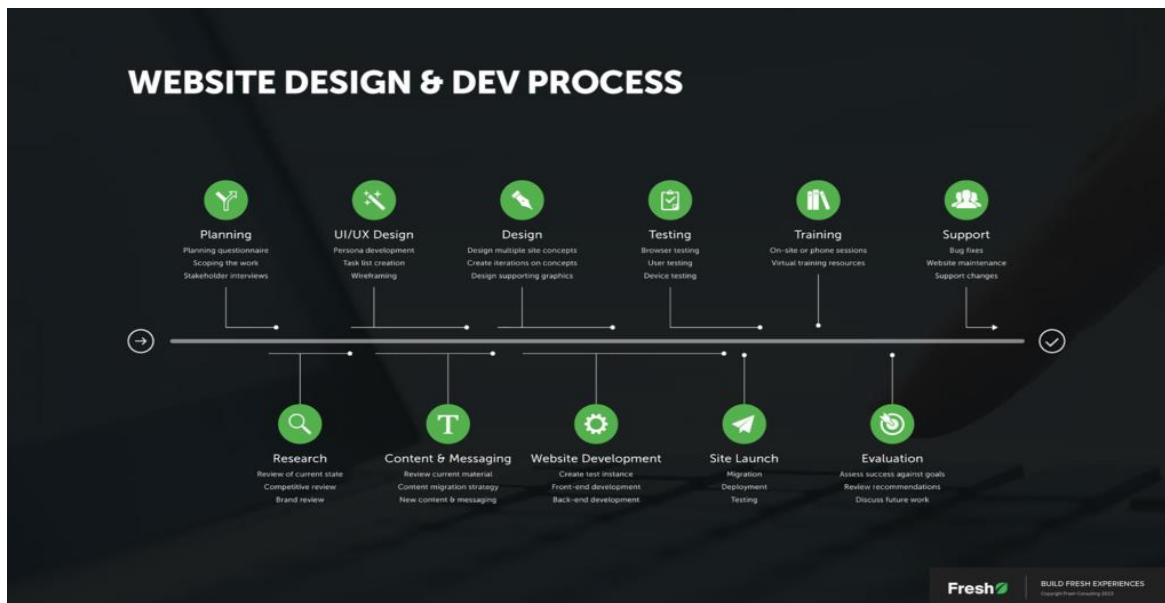 WEBSITE DESIGN & DEV PROCESS
Planning
Planning questionnaire
Scoping the work
Stakeholder interviews
UI/UX Design
Persona development
Task list creation
Wireframing
Design
Design multiple site concepts
Create iterations on concepts
Design supporting graphics
Testing
Browser testing
User testing
Device testing
Training
On-site or phone sessions
Virtual training resources
Support
Bug fixes
Website maintenance
Support changes
Research
Review of current state
Competitive review
Brand review
T
Content & Messaging
Review current material
Content migration strategy
New content & messaging
Website Development
Create test instance
Front-end development
Back-end development
Site Launch
Migration
Deployment
Testing
Evaluation
Assess success against goals
Review recommendations
Discuss future work
Fresh
BUILD FRESH EXPERIENCES
Copyright Fresh Consulting 2023